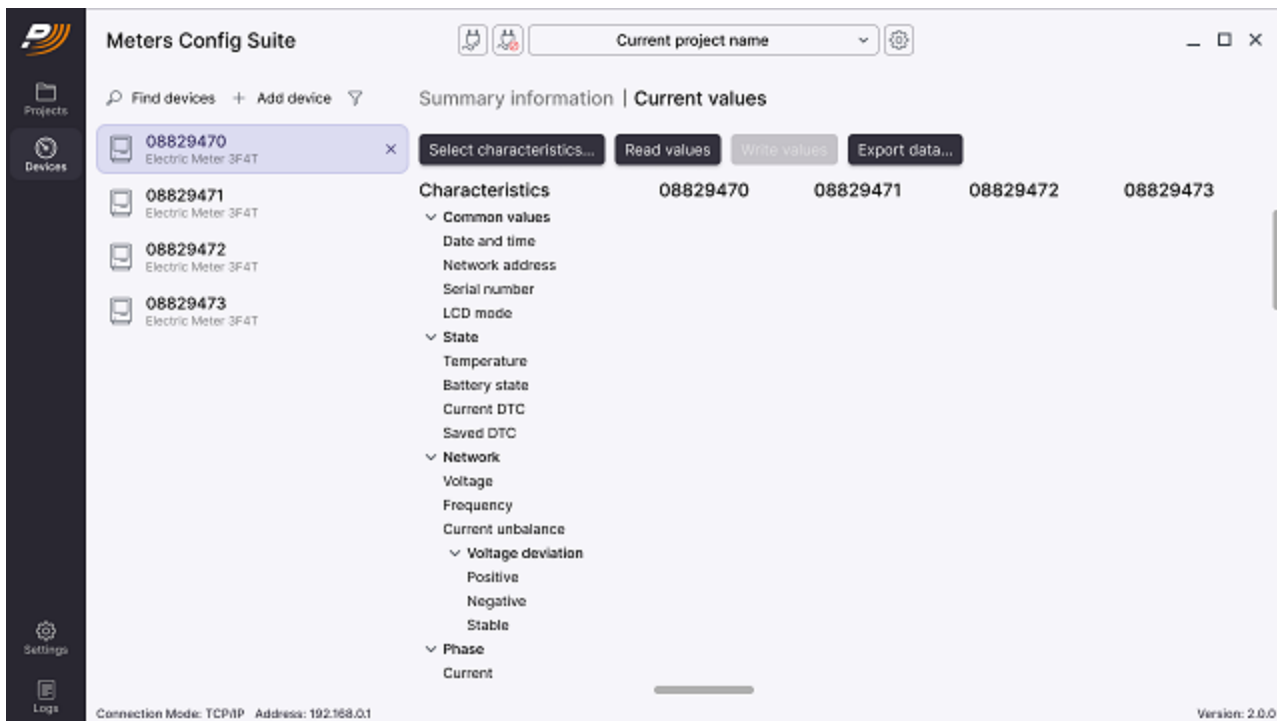 Meters Config Suite
Current project name
Projects
Devices
Settings
Logs
Find devices + Add device
08829470
Electric Meter 3F4T
08829471
Electric Meter 3F4T
08829472
Electric Meter 3F4T
08829473
Electric Meter 3F4T
Summary information | Current values
Select characteristics... Read values Write values Export data...
Characteristics 08829470 08829471 08829472 08829473
Common values
Date and time
Network address
Serial number
LCD mode
State
Temperature
Battery state
Current DTC
Saved DTC
Network
Voltage
Frequency
Current unbalance
Voltage deviation
Positive
Negative
Stable
Phase
Current
Connection Mode: TCP/IP Address: 192.168.0.1
Version: 2.0.0